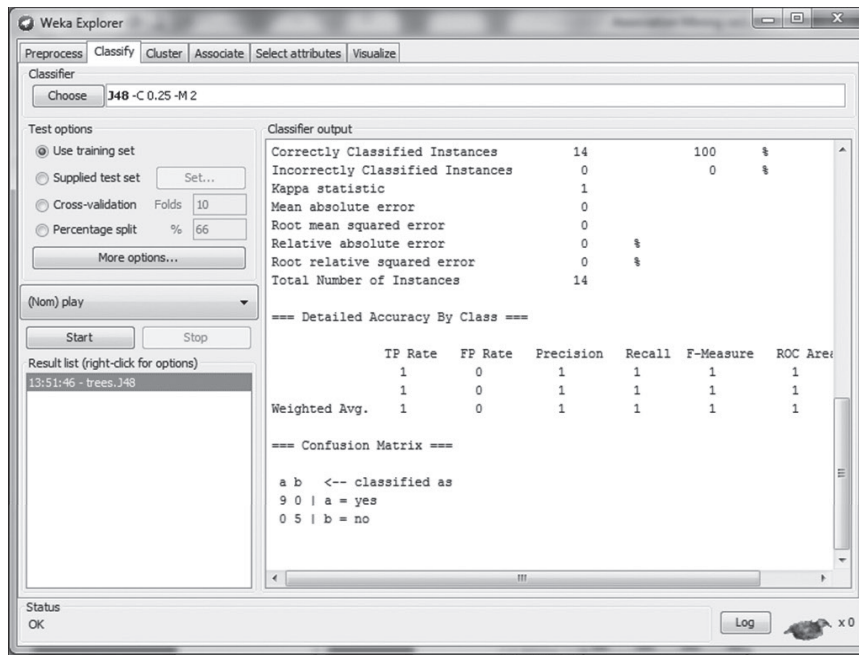 Weka Explorer
Preprocess Classify Cluster Associate Select attributes Visualize
Classifier
Choose J48 -C 0.25 -M 2
Test options
Use training set
Supplied test set Set...
Cross-validation Folds 10
Percentage split % 66
More options...
(Nom) play
Start Stop
Result list (right-click for options)
13:51:46 - trees.J48
Classifier output
Correctly Classified Instances 14 100 %
Incorrectly Classified Instances 0 0 %
Kappa statistic 1
Mean absolute error 0
Root mean squared error 0
Relative absolute error 0 %
Root relative squared error 0 %
Total Number of Instances 14
=== Detailed Accuracy By Class ===
TP Rate FP Rate Precision Recall F-Measure ROC Area
1 0 1 1 1 1
1 0 1 1 1 1
Weighted Avg. 1 0 1 1 1 1
=== Confusion Matrix ===
a b <-- classified as
9 0 | a = yes
0 5 | b = no
Status
OK
Log x 0